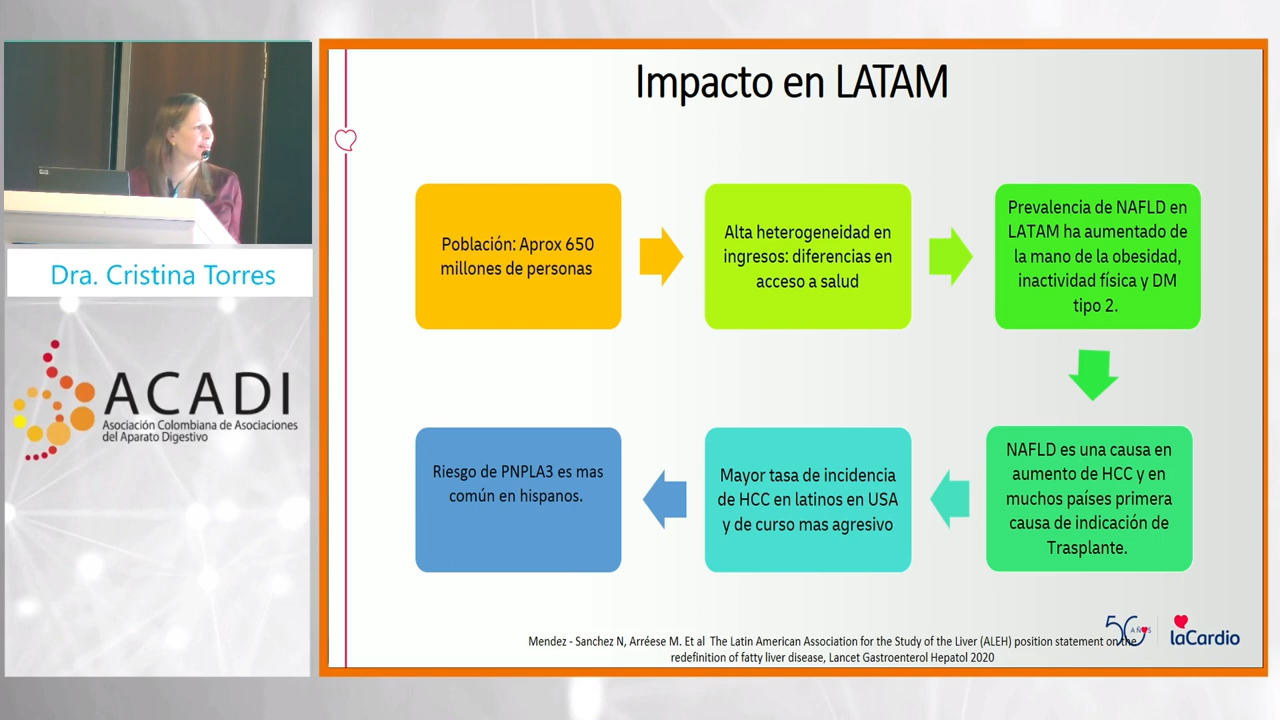 Impacto en LATAM
Población: Aprox 650
millones de personas
Alta heterogeneidad en
ingresos: diferencias en
acceso a salud
Prevalencia de NAFLD en
LATAM ha aumentado de
la mano de la obesidad,
inactividad física y DM
tipo 2.
NAFLD es una causa en
aumento de HCC y en
muchos países primera
causa de indicación de
Trasplante.
Mayor tasa de incidencia
de HCC en latinos en USA
y de curso mas agresivo
Riesgo de PNPLA3 es mas
común en hispanos.
Mendez - Sanchez N, Arréese M. Et al The Latin American Association for the Study of the Liver (ALEH) position statement on the
redefinition of fatty liver disease, Lancet Gastroenterol Hepatol 2020
50 AÑOS
laCardio
Dra. Cristina Torres
ACADI
Asociación Colombiana de Asociaciones
del Aparato Digestivo